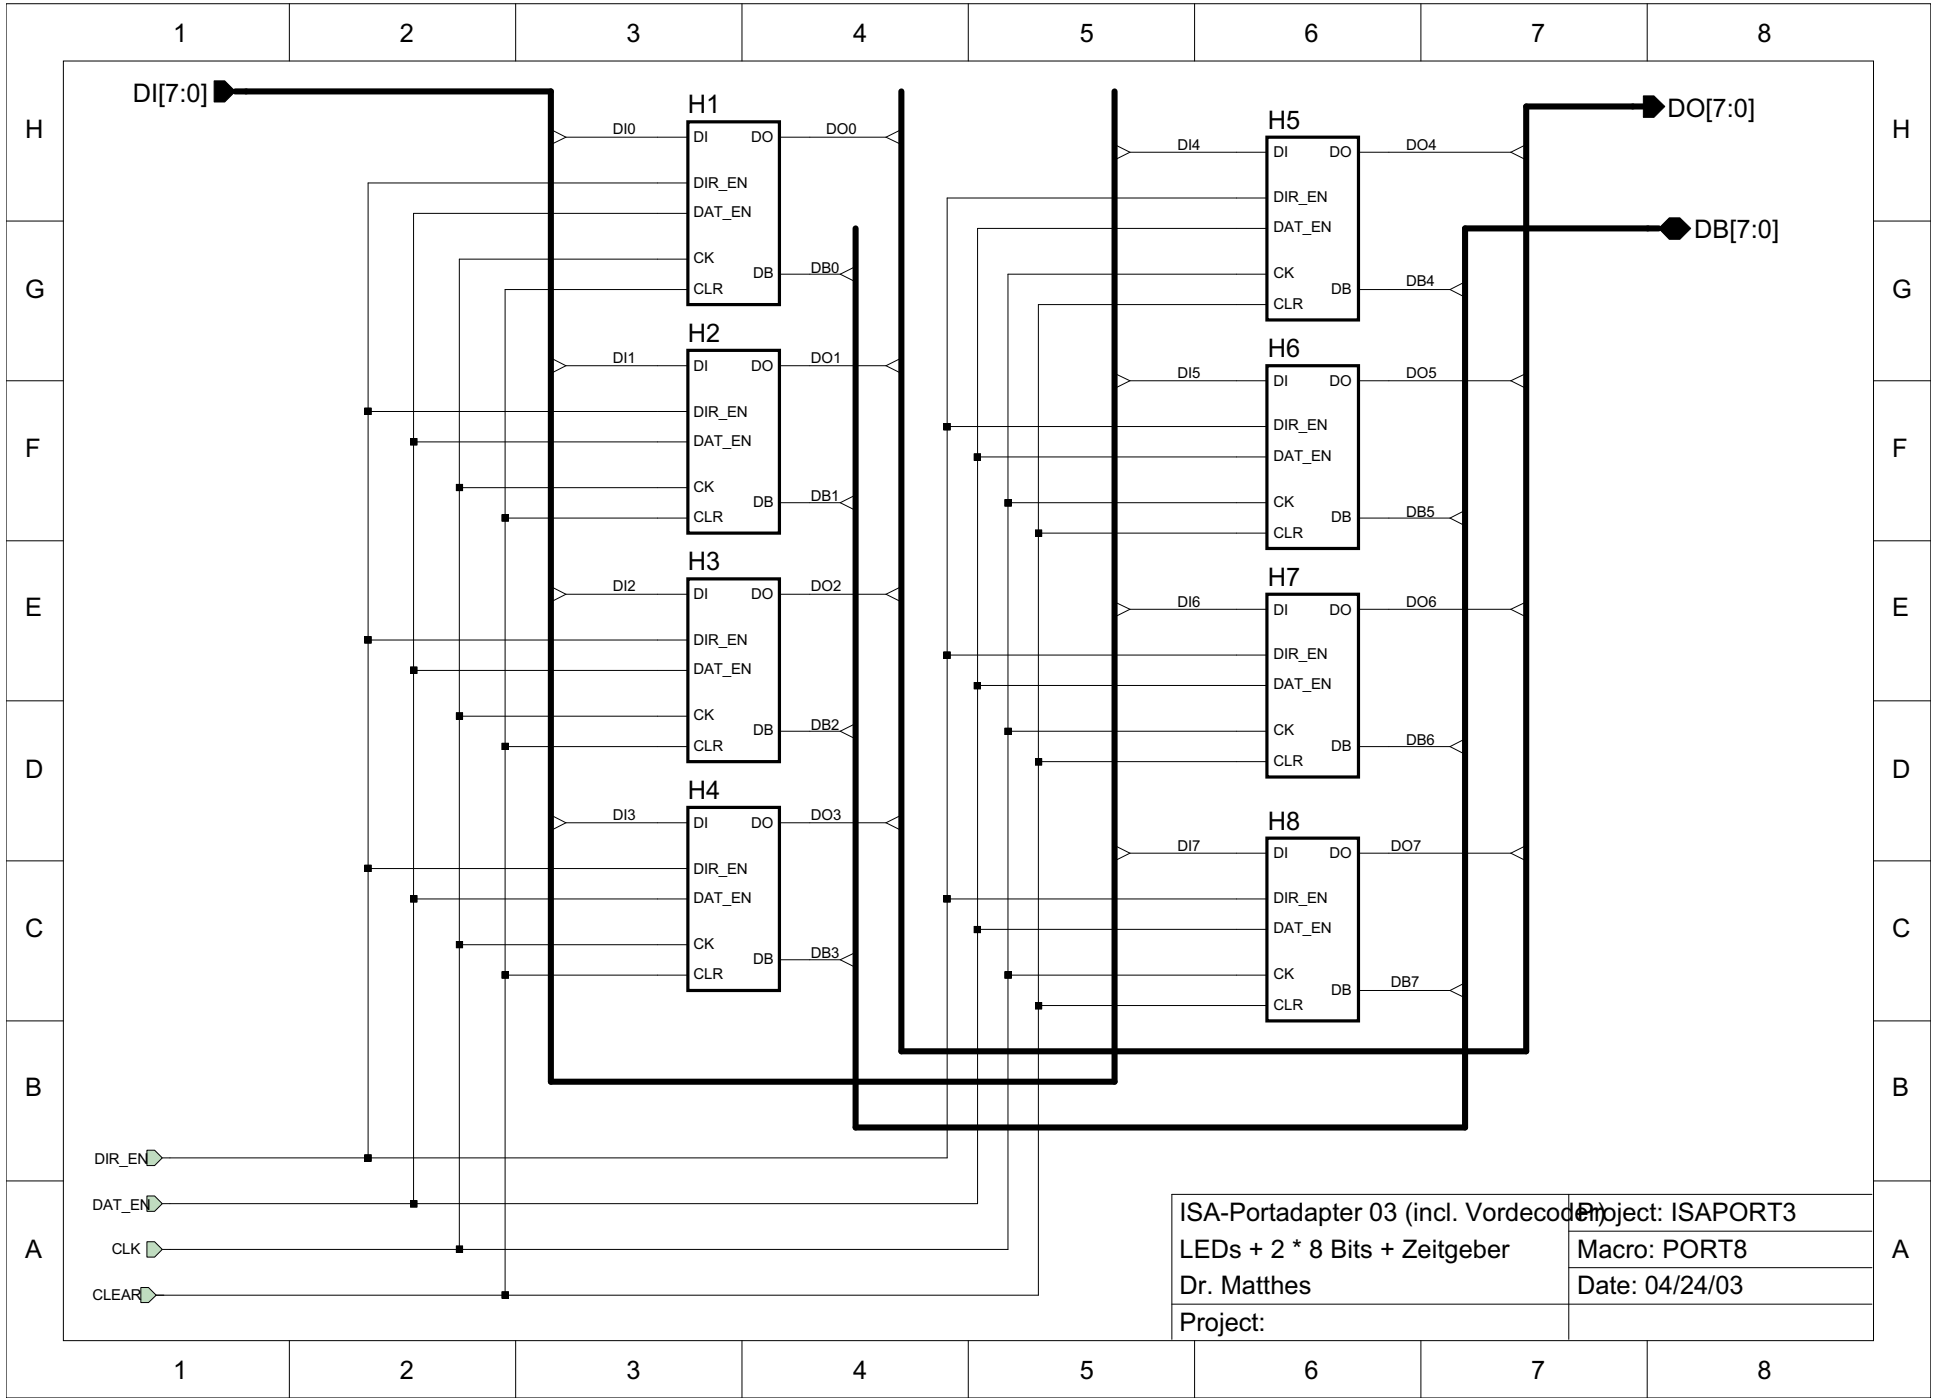 1 2 3 4 5 6 7 8
H H
G G
F F
E E
D D
C C
B B
A A
DI[7:0]
DO[7:0]
DB[7:0]
H1
DI0 DI DO DO0
DIR_EN
DAT_EN
CK
DB DB0
CLR
H2
DI1 DI DO DO1
DIR_EN
DAT_EN
CK
DB DB1
CLR
H3
DI2 DI DO DO2
DIR_EN
DAT_EN
CK
DB DB2
CLR
H4
DI3 DI DO DO3
DIR_EN
DAT_EN
CK
DB DB3
CLR
H5
DI4 DI DO DO4
DIR_EN
DAT_EN
CK
DB DB4
CLR
H6
DI5 DI DO DO5
DIR_EN
DAT_EN
CK
DB DB5
CLR
H7
DI6 DI DO DO6
DIR_EN
DAT_EN
CK
DB DB6
CLR
H8
DI7 DI DO DO7
DIR_EN
DAT_EN
CK
DB DB7
CLR
DIR_EN
DAT_EN
CLK
CLEAR
ISA-Portadapter 03 (incl. Vordecoder)
LEDs + 2 * 8 Bits + Zeitgeber
Dr. Matthes
Project:
Project: ISAPORT3
Macro: PORT8
Date: 04/24/03
1 2 3 4 5 6 7 8